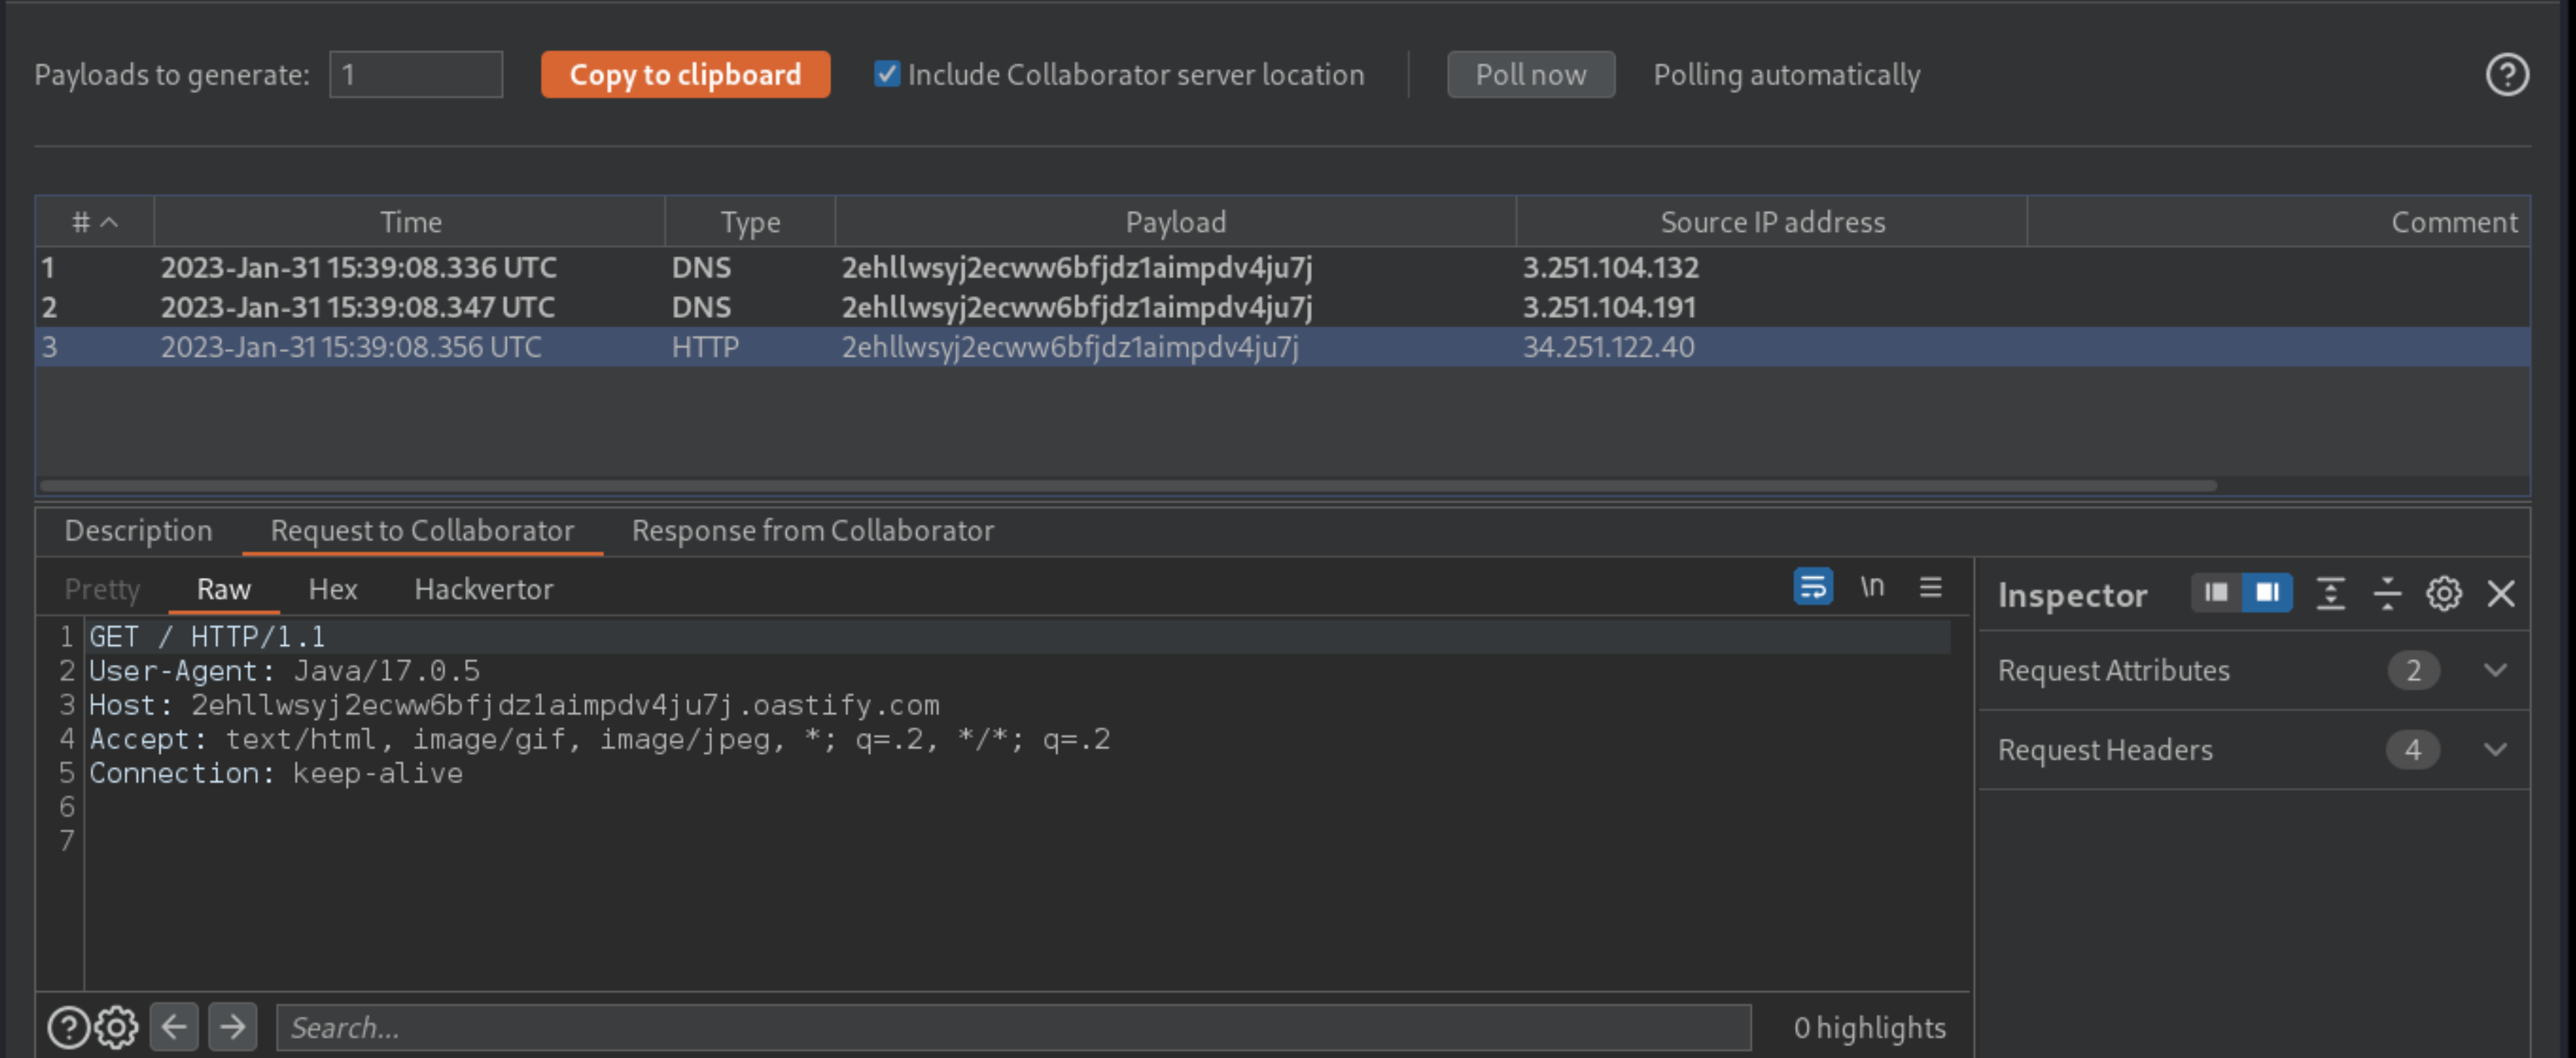 Payloads to generate: 1 Copy to clipboard Include Collaborator server location Poll now Polling automatically ?
# Time Type Payload Source IP address Comment
1 2023-Jan-31 15:39:08.336 UTC DNS 2ehllwsyj2ecww6bfjdz1aimpdv4ju7j 3.251.104.132
2 2023-Jan-31 15:39:08.347 UTC DNS 2ehllwsyj2ecww6bfjdz1aimpdv4ju7j 3.251.104.191
3 2023-Jan-31 15:39:08.356 UTC HTTP 2ehllwsyj2ecww6bfjdz1aimpdv4ju7j 34.251.122.40
Description Request to Collaborator Response from Collaborator
Pretty Raw Hex Hackvertor \n
Inspector
1 GET / HTTP/1.1
2 User-Agent: Java/17.0.5
3 Host: 2ehllwsyj2ecww6bfjdz1aimpdv4ju7j.oastify.com
4 Accept: text/html, image/gif, image/jpeg, *; q=.2, */*; q=.2
5 Connection: keep-alive
6
7
Request Attributes 2
Request Headers 4
? Search... 0 highlights